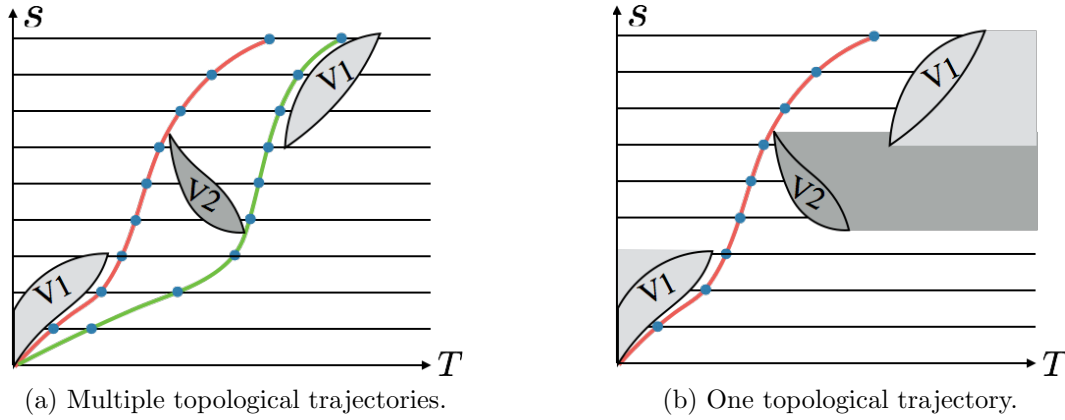 s
V1
V2
V1
T
(a) Multiple topological trajectories.
s
V1
V2
V1
T
(b) One topological trajectory.